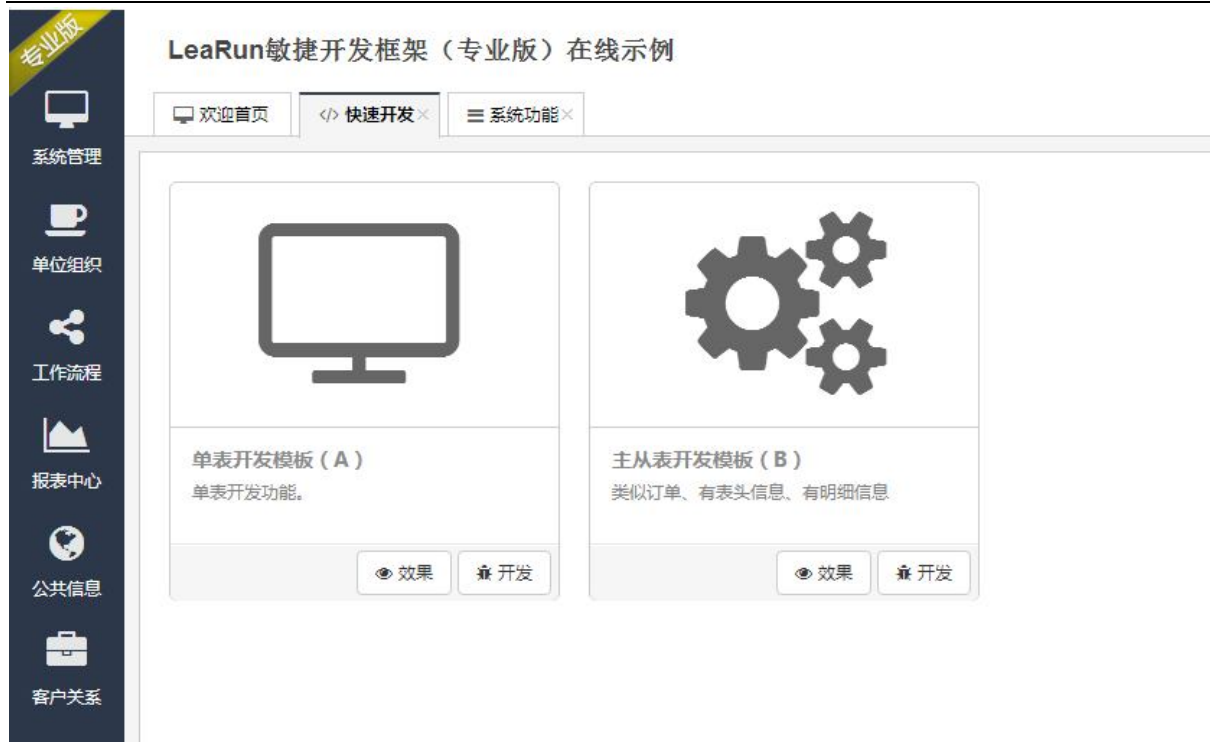 专业版
LeaRun敏捷开发框架（专业版）在线示例
欢迎首页 </> 快速开发× 系统功能×
系统管理
单位组织
工作流程
报表中心
公共信息
客户关系
单表开发模板（A）
单表开发功能。
效果 开发
主从表开发模板（B）
类似订单、有表头信息、有明细信息
效果 开发